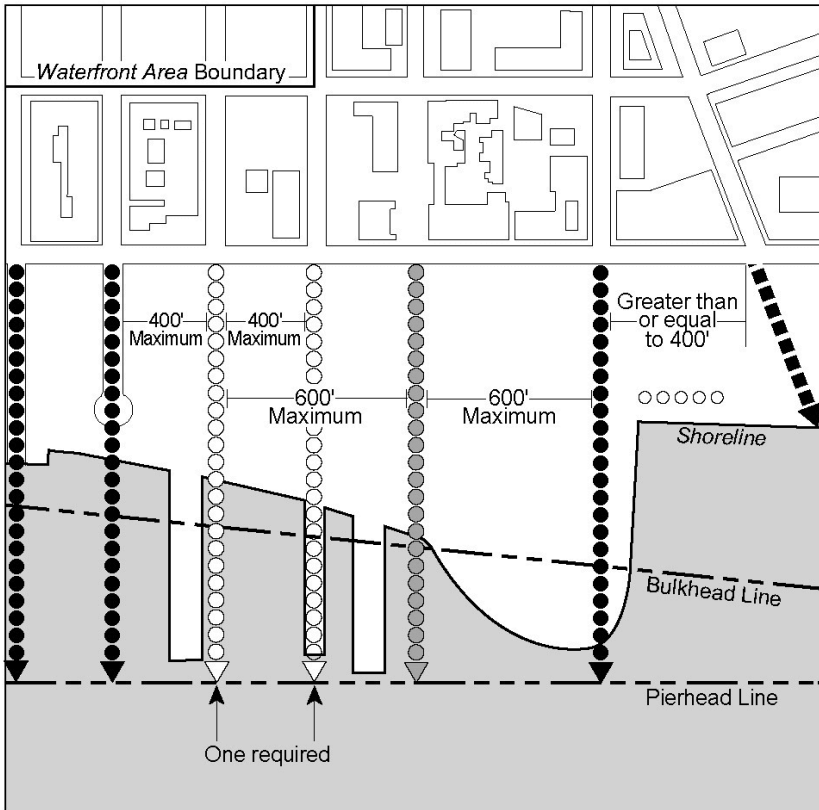 Waterfront Area Boundary
400'
Maximum
400'
Maximum
Greater than
or equal
to 400'
600'
Maximum
600'
Maximum
Shoreline
Bulkhead Line
Pierhead Line
One required